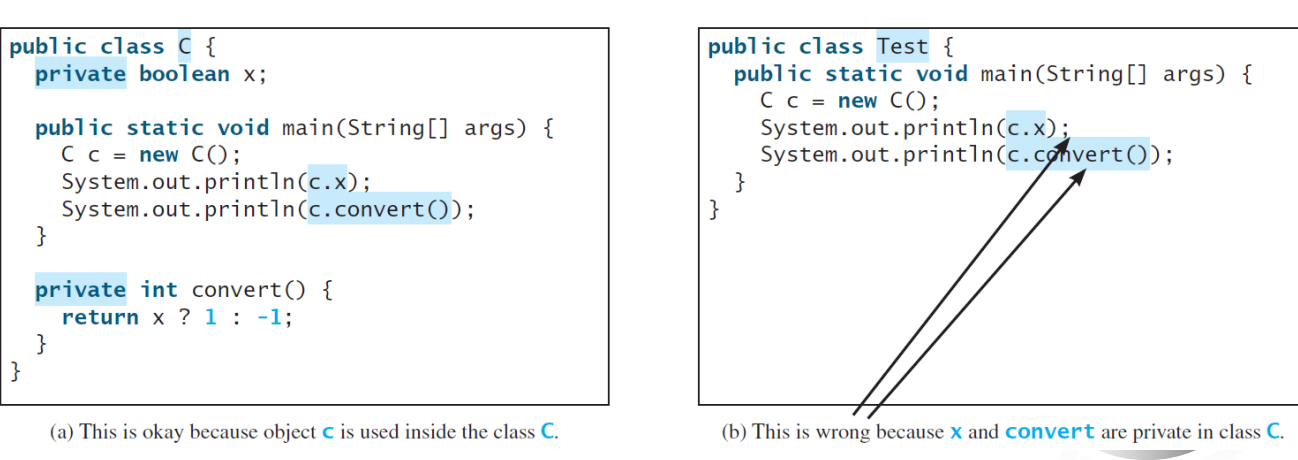 public class C {
private boolean x;
public static void main(String[] args) {
C c = new C();
System.out.println(c.x);
System.out.println(c.convert());
}
private int convert() {
return x ? 1 : -1;
}
}
(a) This is okay because object c is used inside the class C.
public class Test {
public static void main(String[] args) {
C c = new C();
System.out.println(c.x);
System.out.println(c.convert());
}
}
(b) This is wrong because x and convert are private in class C.